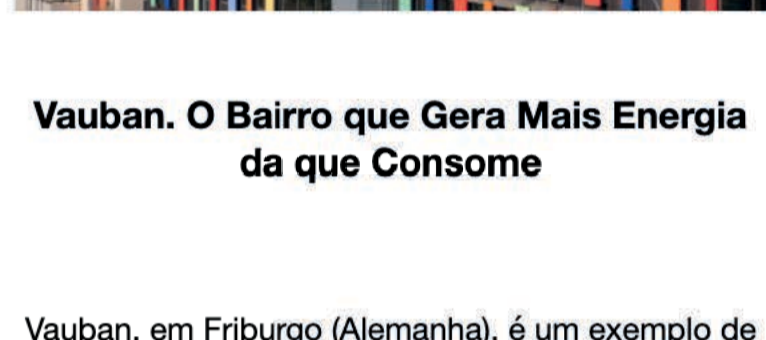 Vauban. O Bairro que Gera Mais Energia
da que Consome
Vauban, em Friburgo (Alemanha), é um exemplo de